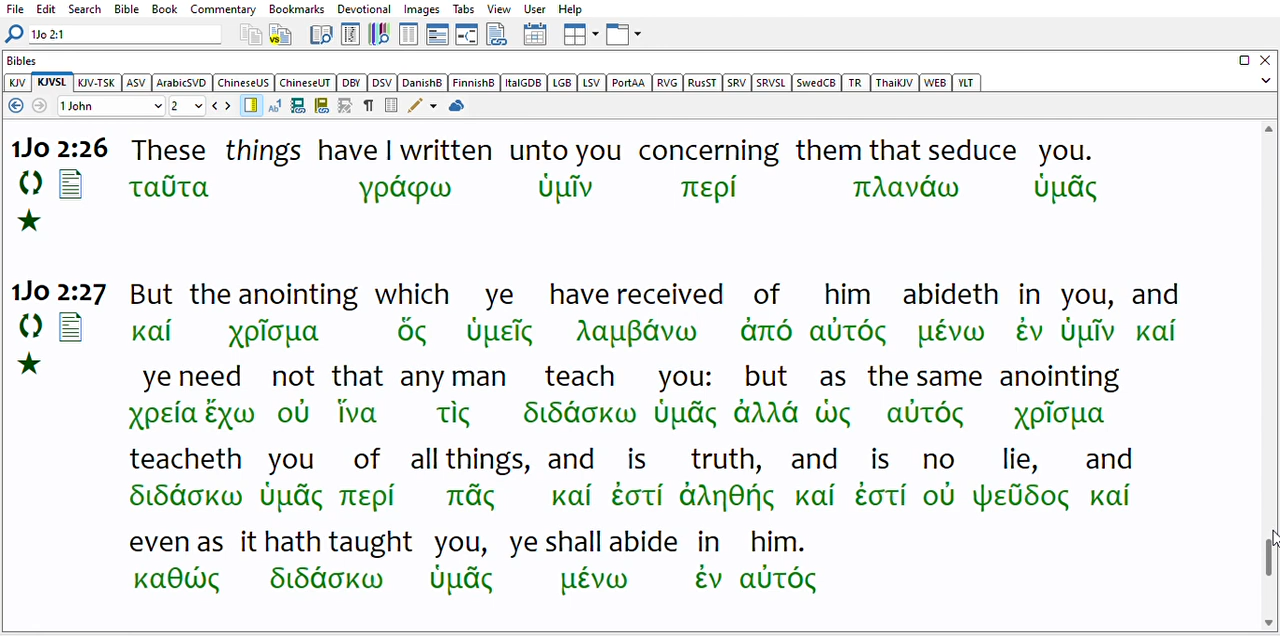 File Edit Search Bible Book Commentary Bookmarks Devotional Images Tabs View User Help
1Jo 2:1
Bibles
KJV KJVSL KJV-TSK ASV ArabicSVD ChineseUS ChineseUT DBY DSV DanishB FinnishB ItalGDB LGB LSV PortAA RVG RusST SRV SRVSL SwedCB TR ThaiKJV WEB YLT
1 John 2
1Jo 2:26 These things have I written unto you concerning them that seduce you.
ταῦτα γράφω ὑμῖν περί πλανάω ὑμᾶς
1Jo 2:27 But the anointing which ye have received of him abideth in you, and
καί χρῖσμα ὅς ὑμεῖς λαμβάνω ἀπό αὐτός μένω ἐν ὑμῖν καί
ye need not that any man teach you: but as the same anointing
χρεία ἔχω οὐ ἵνα τὶς διδάσκω ὑμᾶς ἀλλά ὡς αὐτός χρῖσμα
teacheth you of all things, and is truth, and is no lie, and
διδάσκω ὑμᾶς περί πᾶς καί ἐστί ἀληθής καί ἐστί οὐ ψεῦδος καί
even as it hath taught you, ye shall abide in him.
καθώς διδάσκω ὑμᾶς μένω ἐν αὐτός